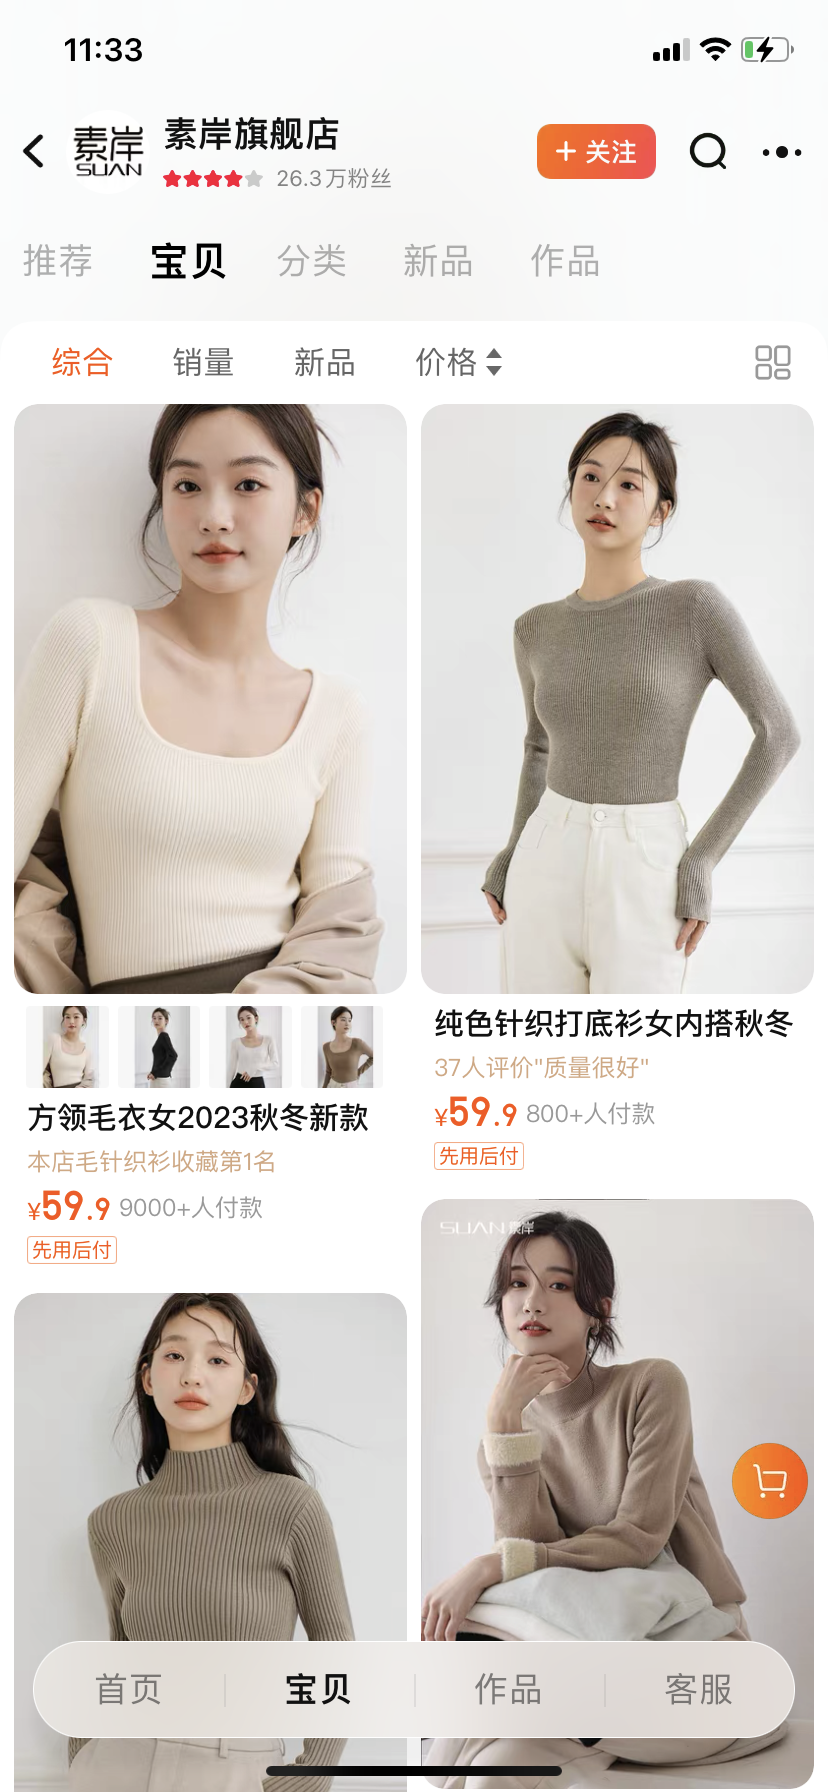 11:33
素岸
SUAN
素岸旗舰店
26.3万粉丝
+ 关注
推荐 宝贝 分类 新品 作品
综合 销量 新品 价格
方领毛衣女2023秋冬新款
本店毛针织衫收藏第1名
¥59.9 9000+人付款
先用后付
纯色针织打底衫女内搭秋冬
37人评价"质量很好"
¥59.9 800+人付款
先用后付
SUAN素岸
首页 宝贝 作品 客服